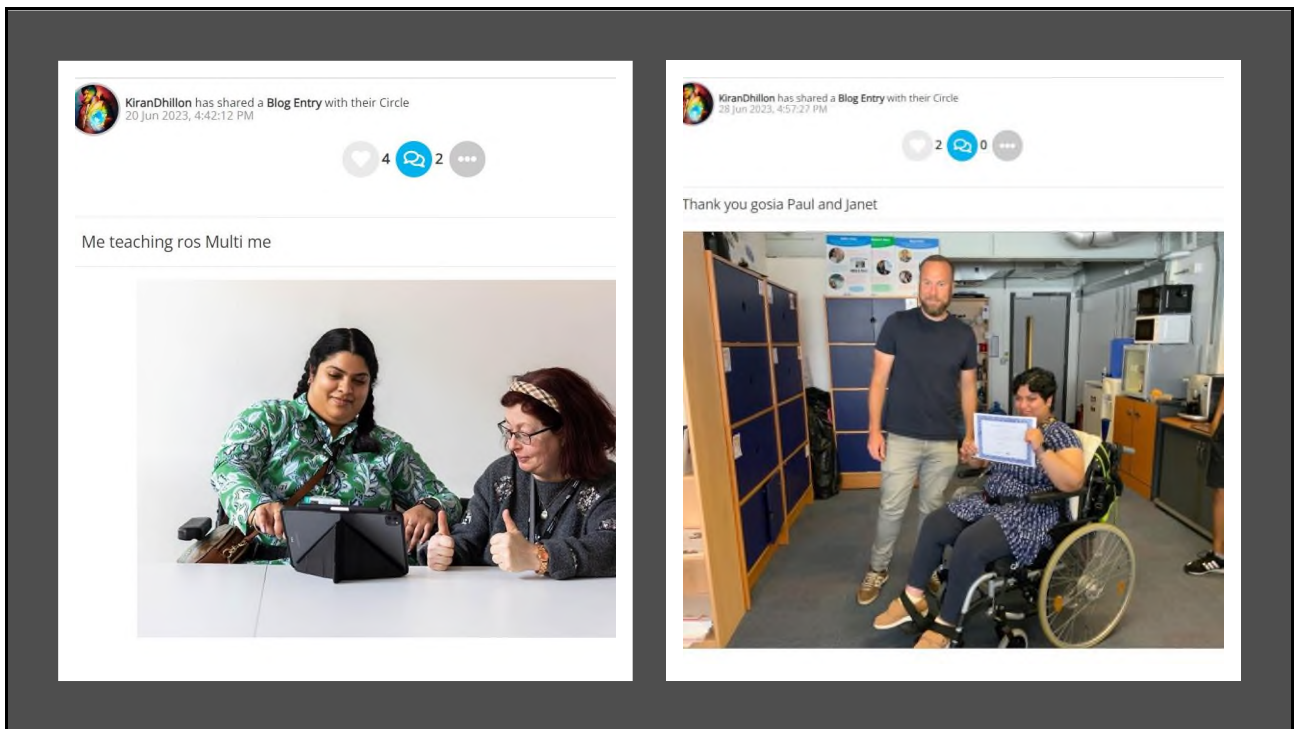 KiranDhillon has shared a Blog Entry with their Circle
20 Jun 2023, 4:42:12 PM
4
2
Me teaching ros Multi me
KiranDhillon has shared a Blog Entry with their Circle
28 Jun 2023, 4:57:27 PM
2
0
Thank you gosia Paul and Janet